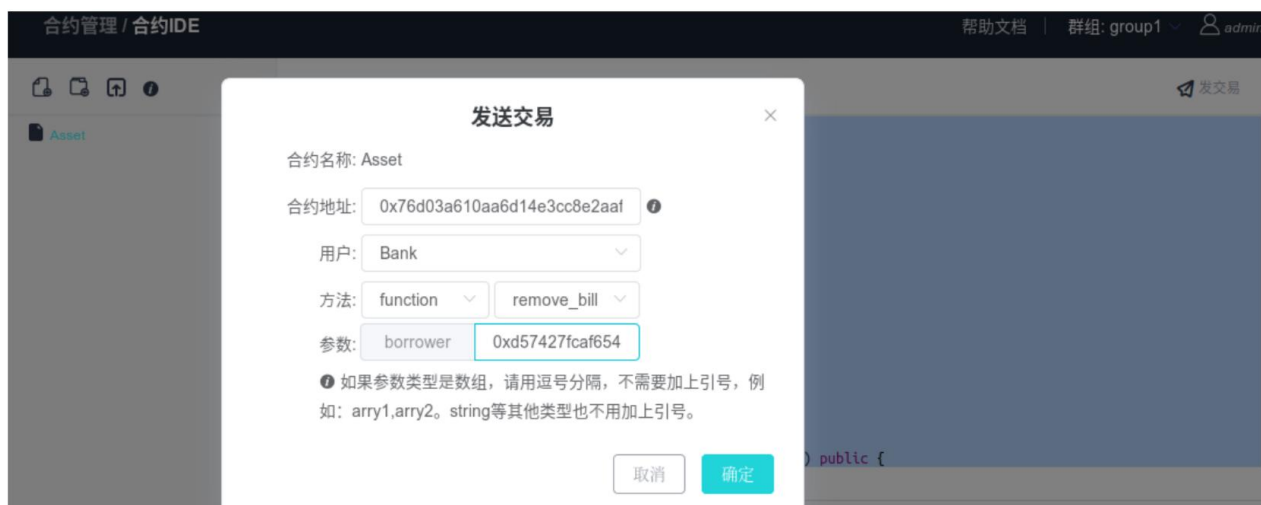 合约管理 / 合约IDE
帮助文档
群组: group1
admin
发交易
Asset
发送交易
合约名称: Asset
合约地址: 0x76d03a610aa6d14e3cc8e2aaf
用户: Bank
方法: function remove_bill
参数: borrower 0xd57427fcaf654
如果参数类型是数组，请用逗号分隔，不需要加上引号，例
如：arry1,arry2。string等其他类型也不用加上引号。
取消 确定
) public {